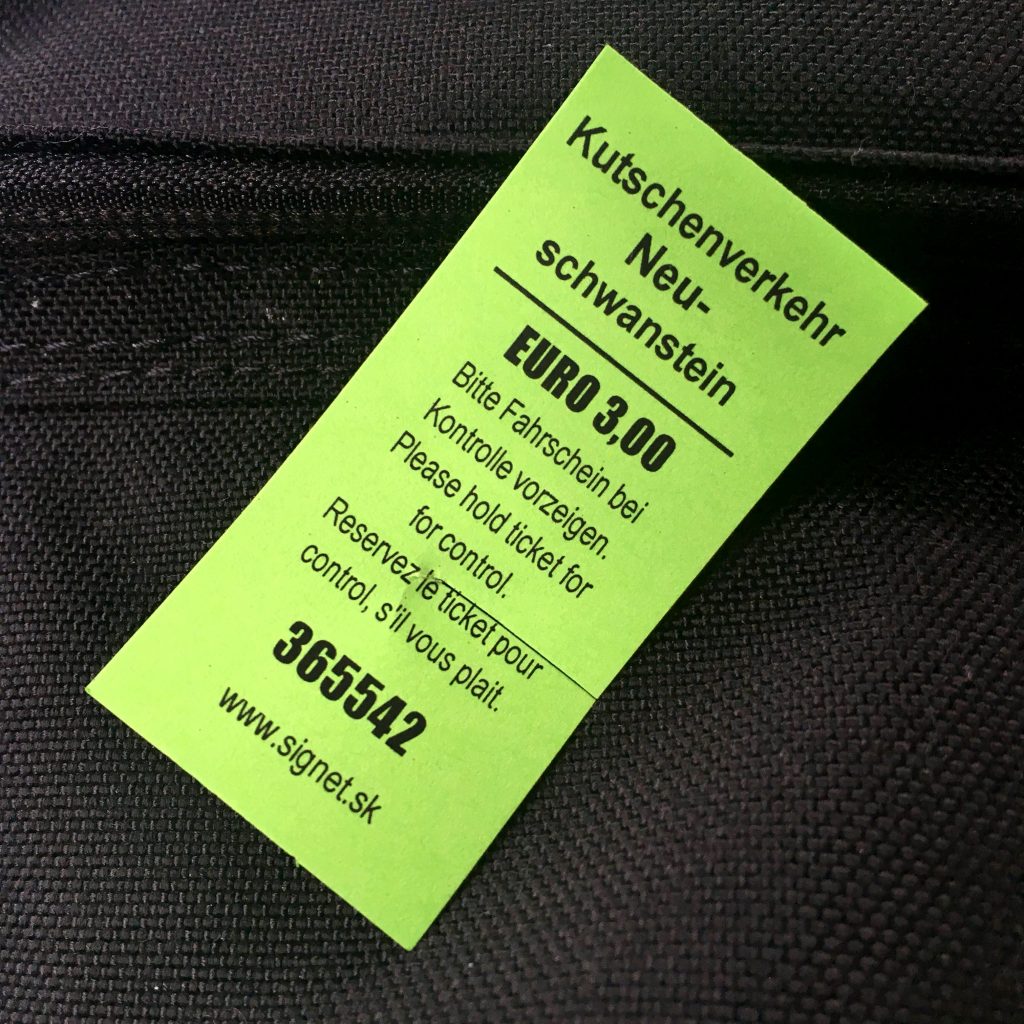 Kutschenverkehr
Neu-
schwanstein
EURO 3,00
Bitte Fahrschein bei
Kontrolle vorzeigen.
Please hold ticket for
for control.
Reservez le ticket pour
control, s'il vous plait.
365542
www.signet.sk